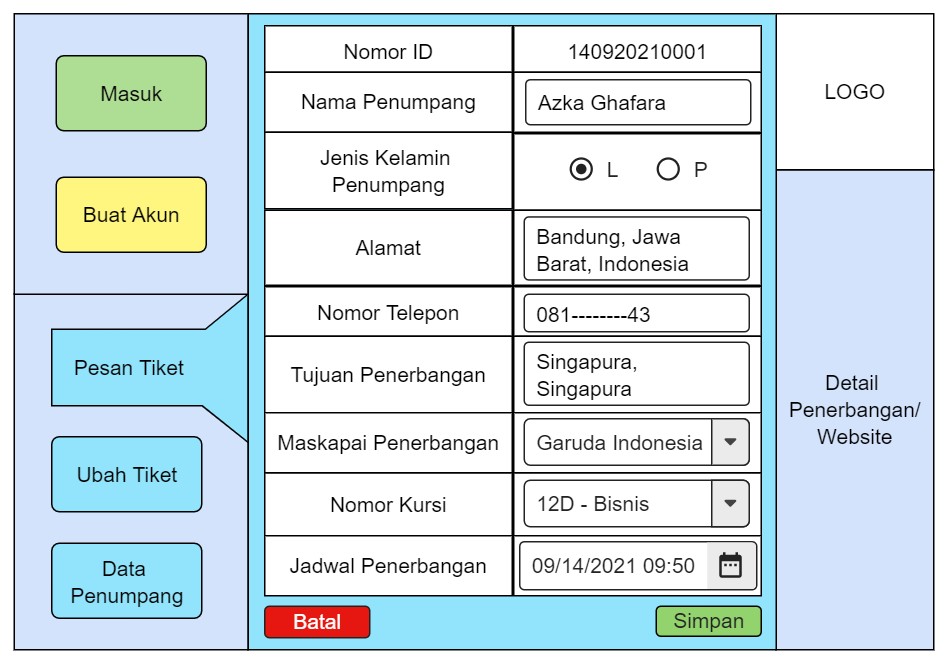 Masuk
Buat Akun
Pesan Tiket
Ubah Tiket
Data
Penumpang
Nomor ID
140920210001
Nama Penumpang
Azka Ghafara
Jenis Kelamin
Penumpang
L
P
Alamat
Bandung, Jawa
Barat, Indonesia
Nomor Telepon
081--------43
Tujuan Penerbangan
Singapura,
Singapura
Maskapai Penerbangan
Garuda Indonesia
Nomor Kursi
12D - Bisnis
Jadwal Penerbangan
09/14/2021 09:50
Batal
Simpan
LOGO
Detail
Penerbangan/
Website